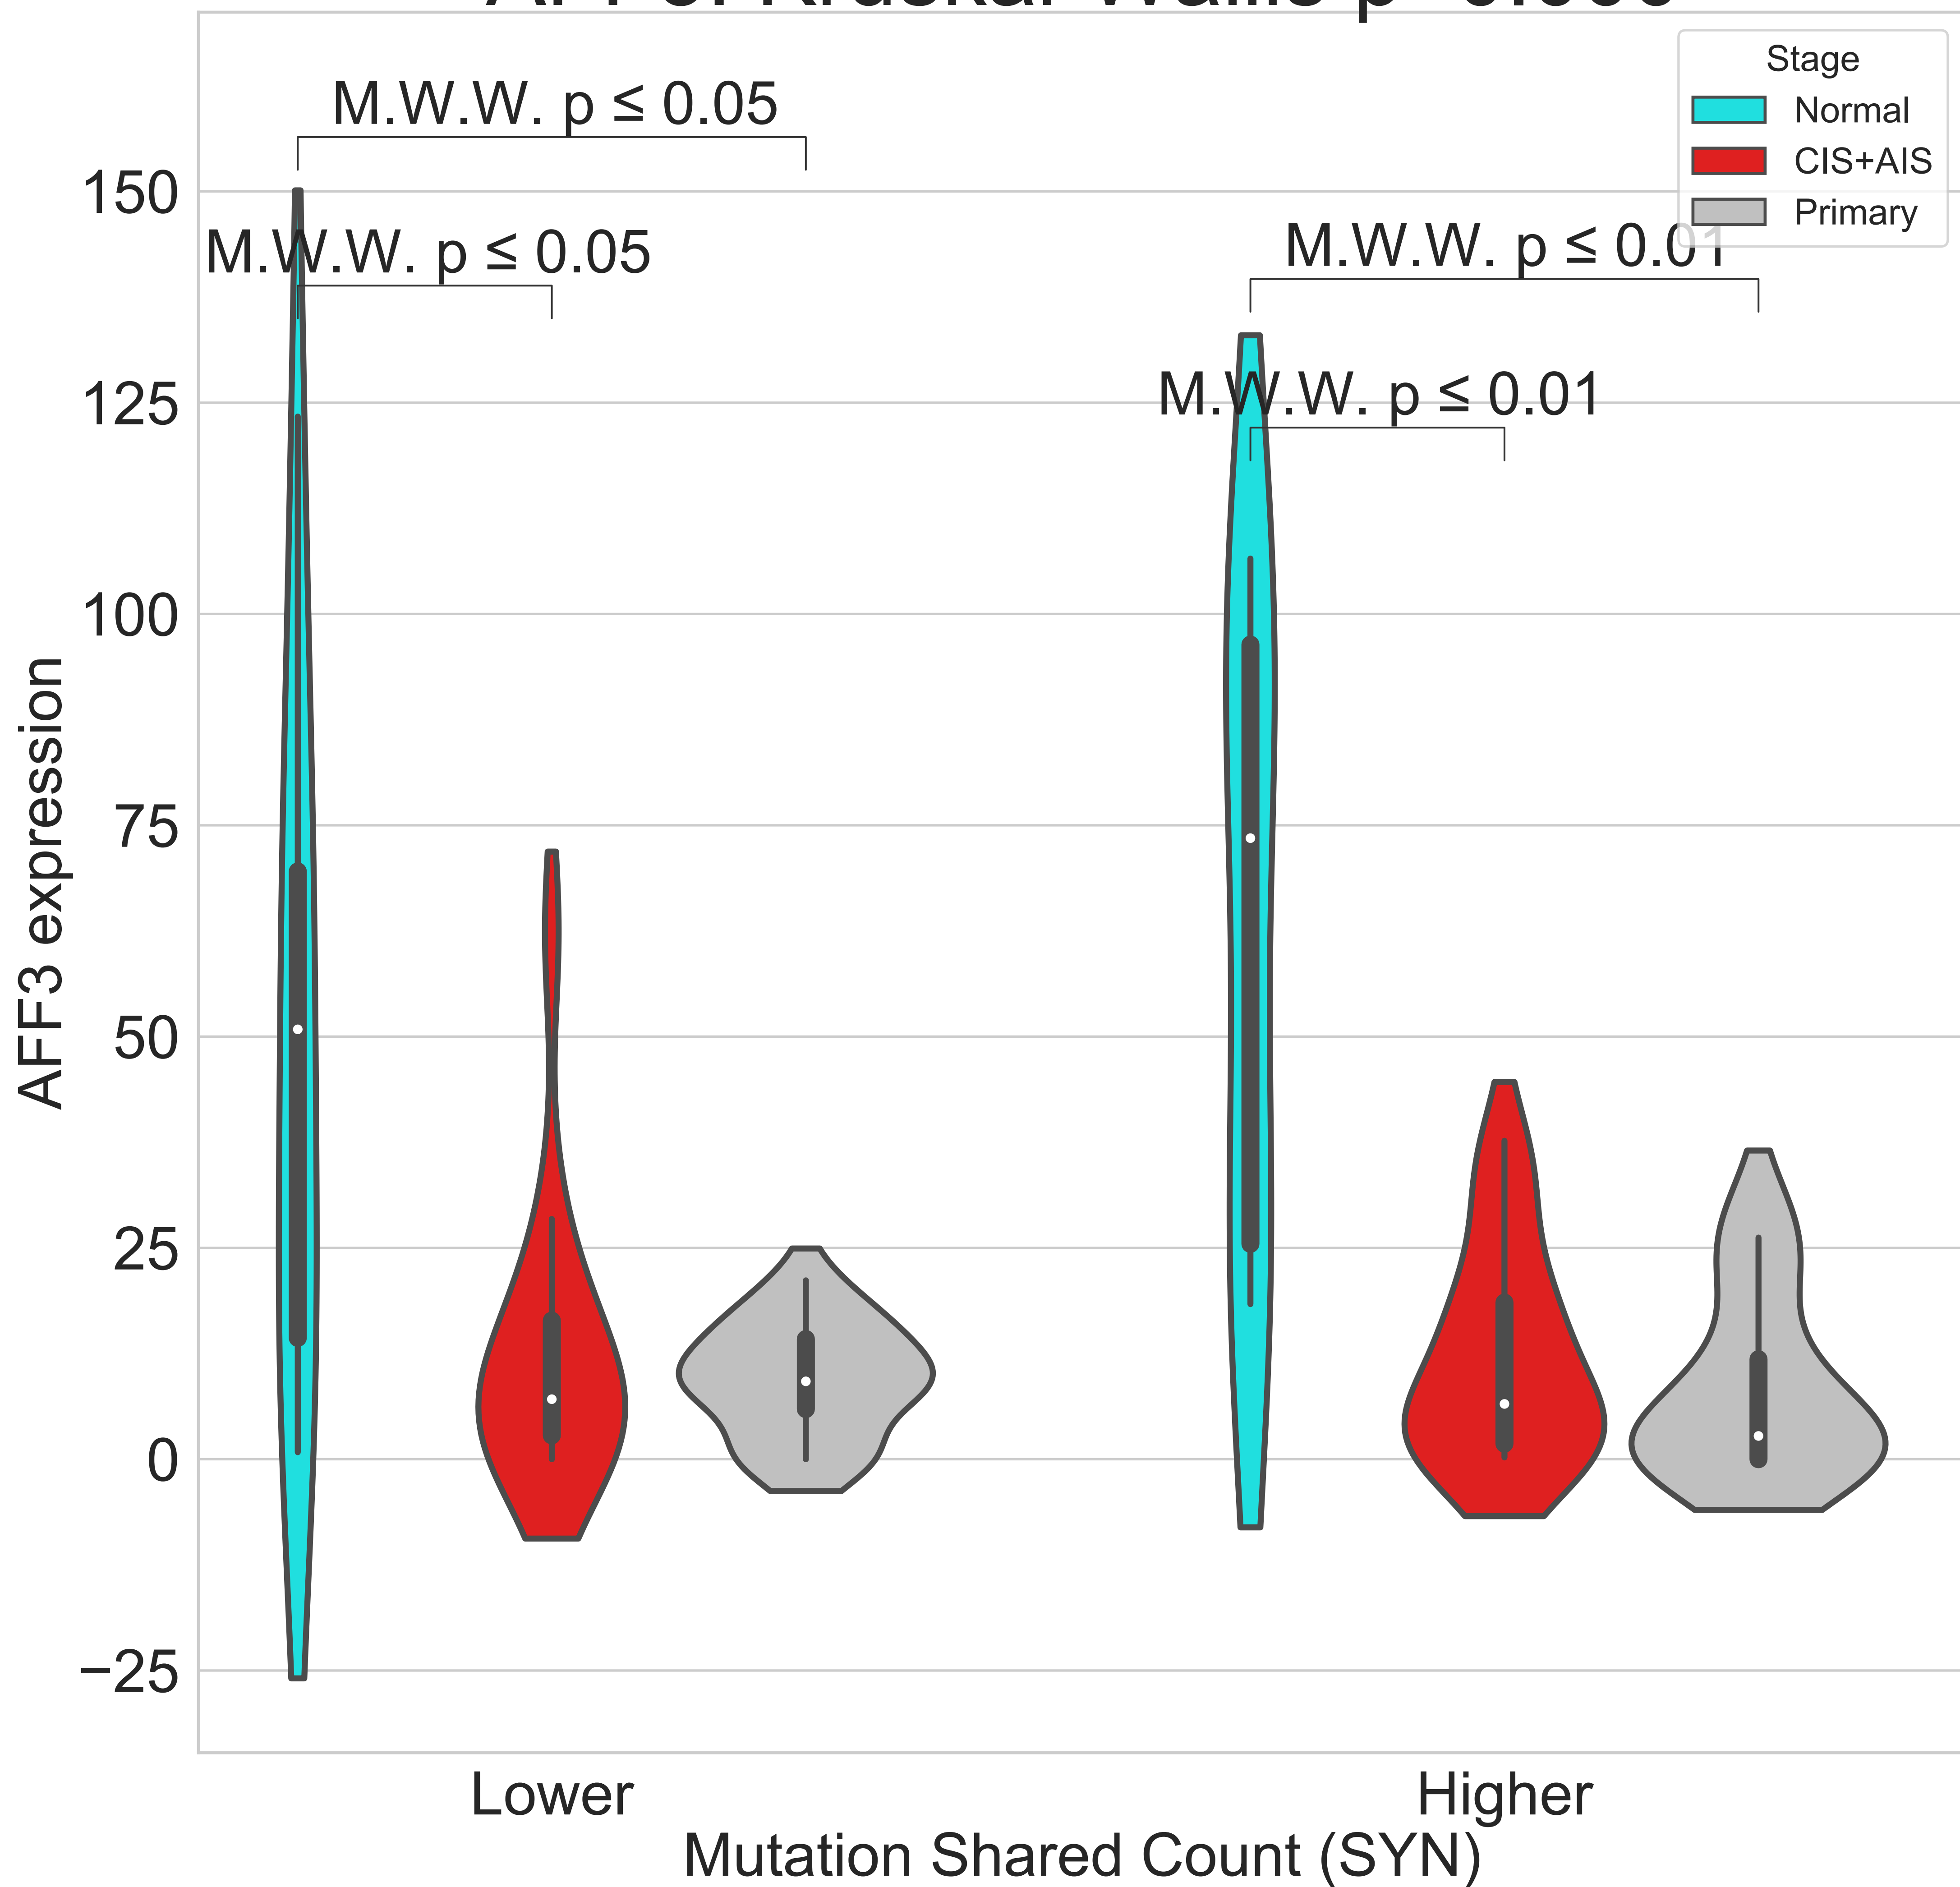 Stage
Normal
CIS+AIS
Primary
M.W.W. p ≤ 0.05
M.W.W. p ≤ 0.05
M.W.W. p ≤ 0.01
M.W.W. p ≤ 0.01
150
125
100
75
50
25
0
−25
AFF3 expression
Lower
Higher
Mutation Shared Count (SYN)